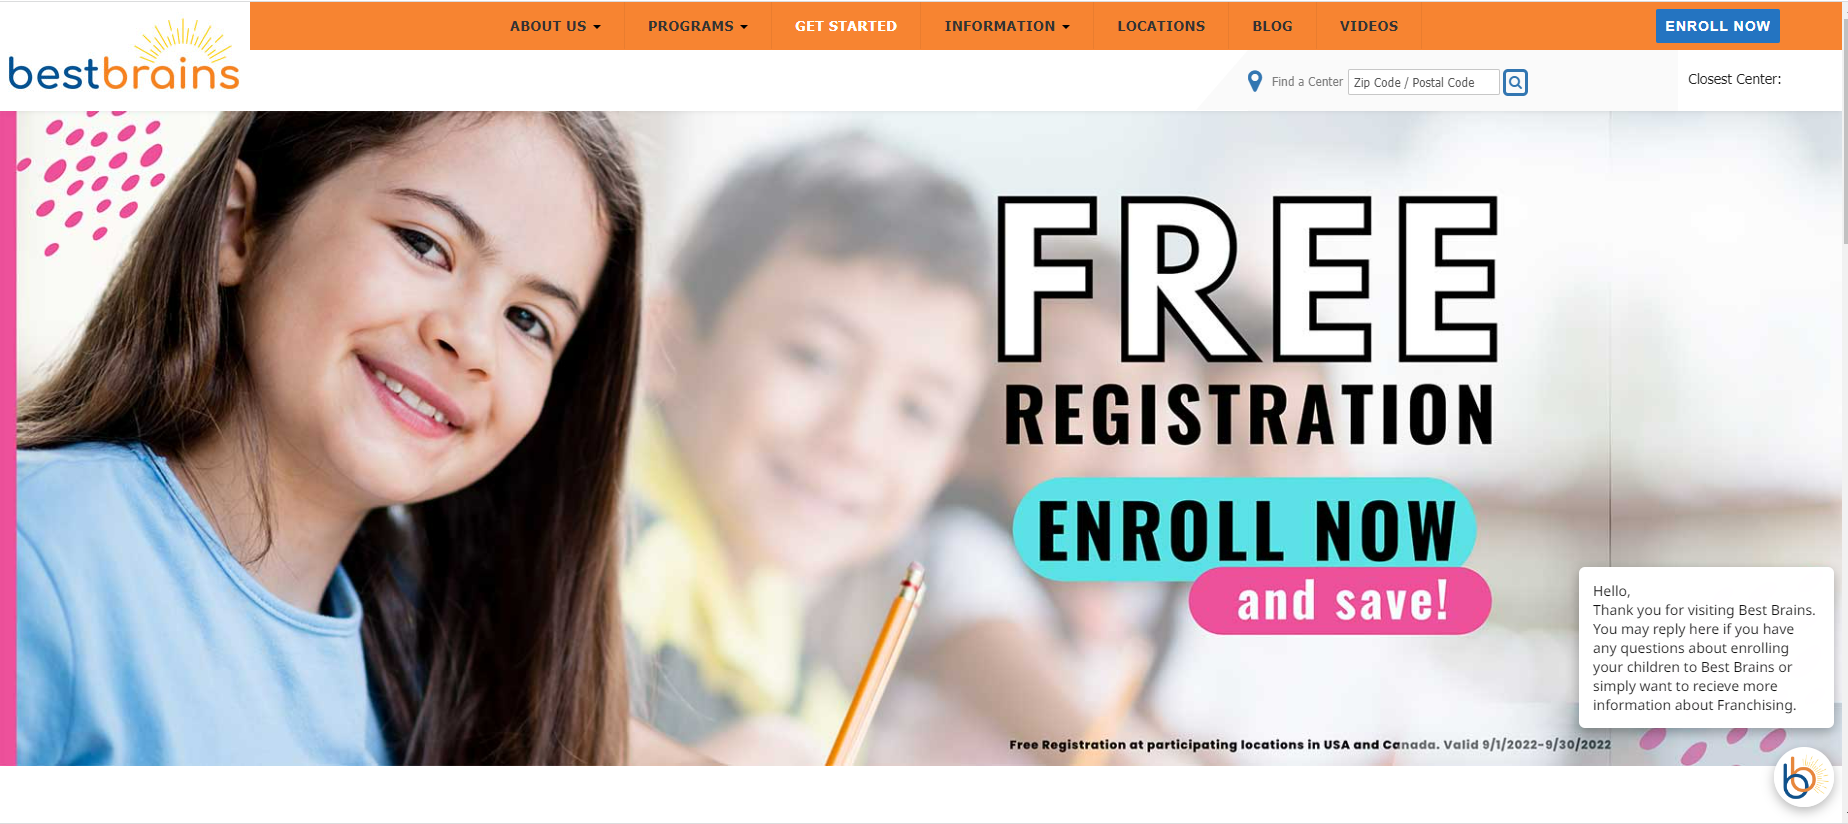 ABOUT US
PROGRAMS
GET STARTED
INFORMATION
LOCATIONS
BLOG
VIDEOS
ENROLL NOW
bestbrains
Find a Center
Zip Code / Postal Code
Closest Center:
FREE
REGISTRATION
ENROLL NOW
and save!
Hello,
Thank you for visiting Best Brains.
You may reply here if you have
any questions about enrolling
your children to Best Brains or
simply want to recieve more
information about Franchising.
Free Registration at participating locations in USA and Canada. Valid 9/1/2022-9/30/2022
bb